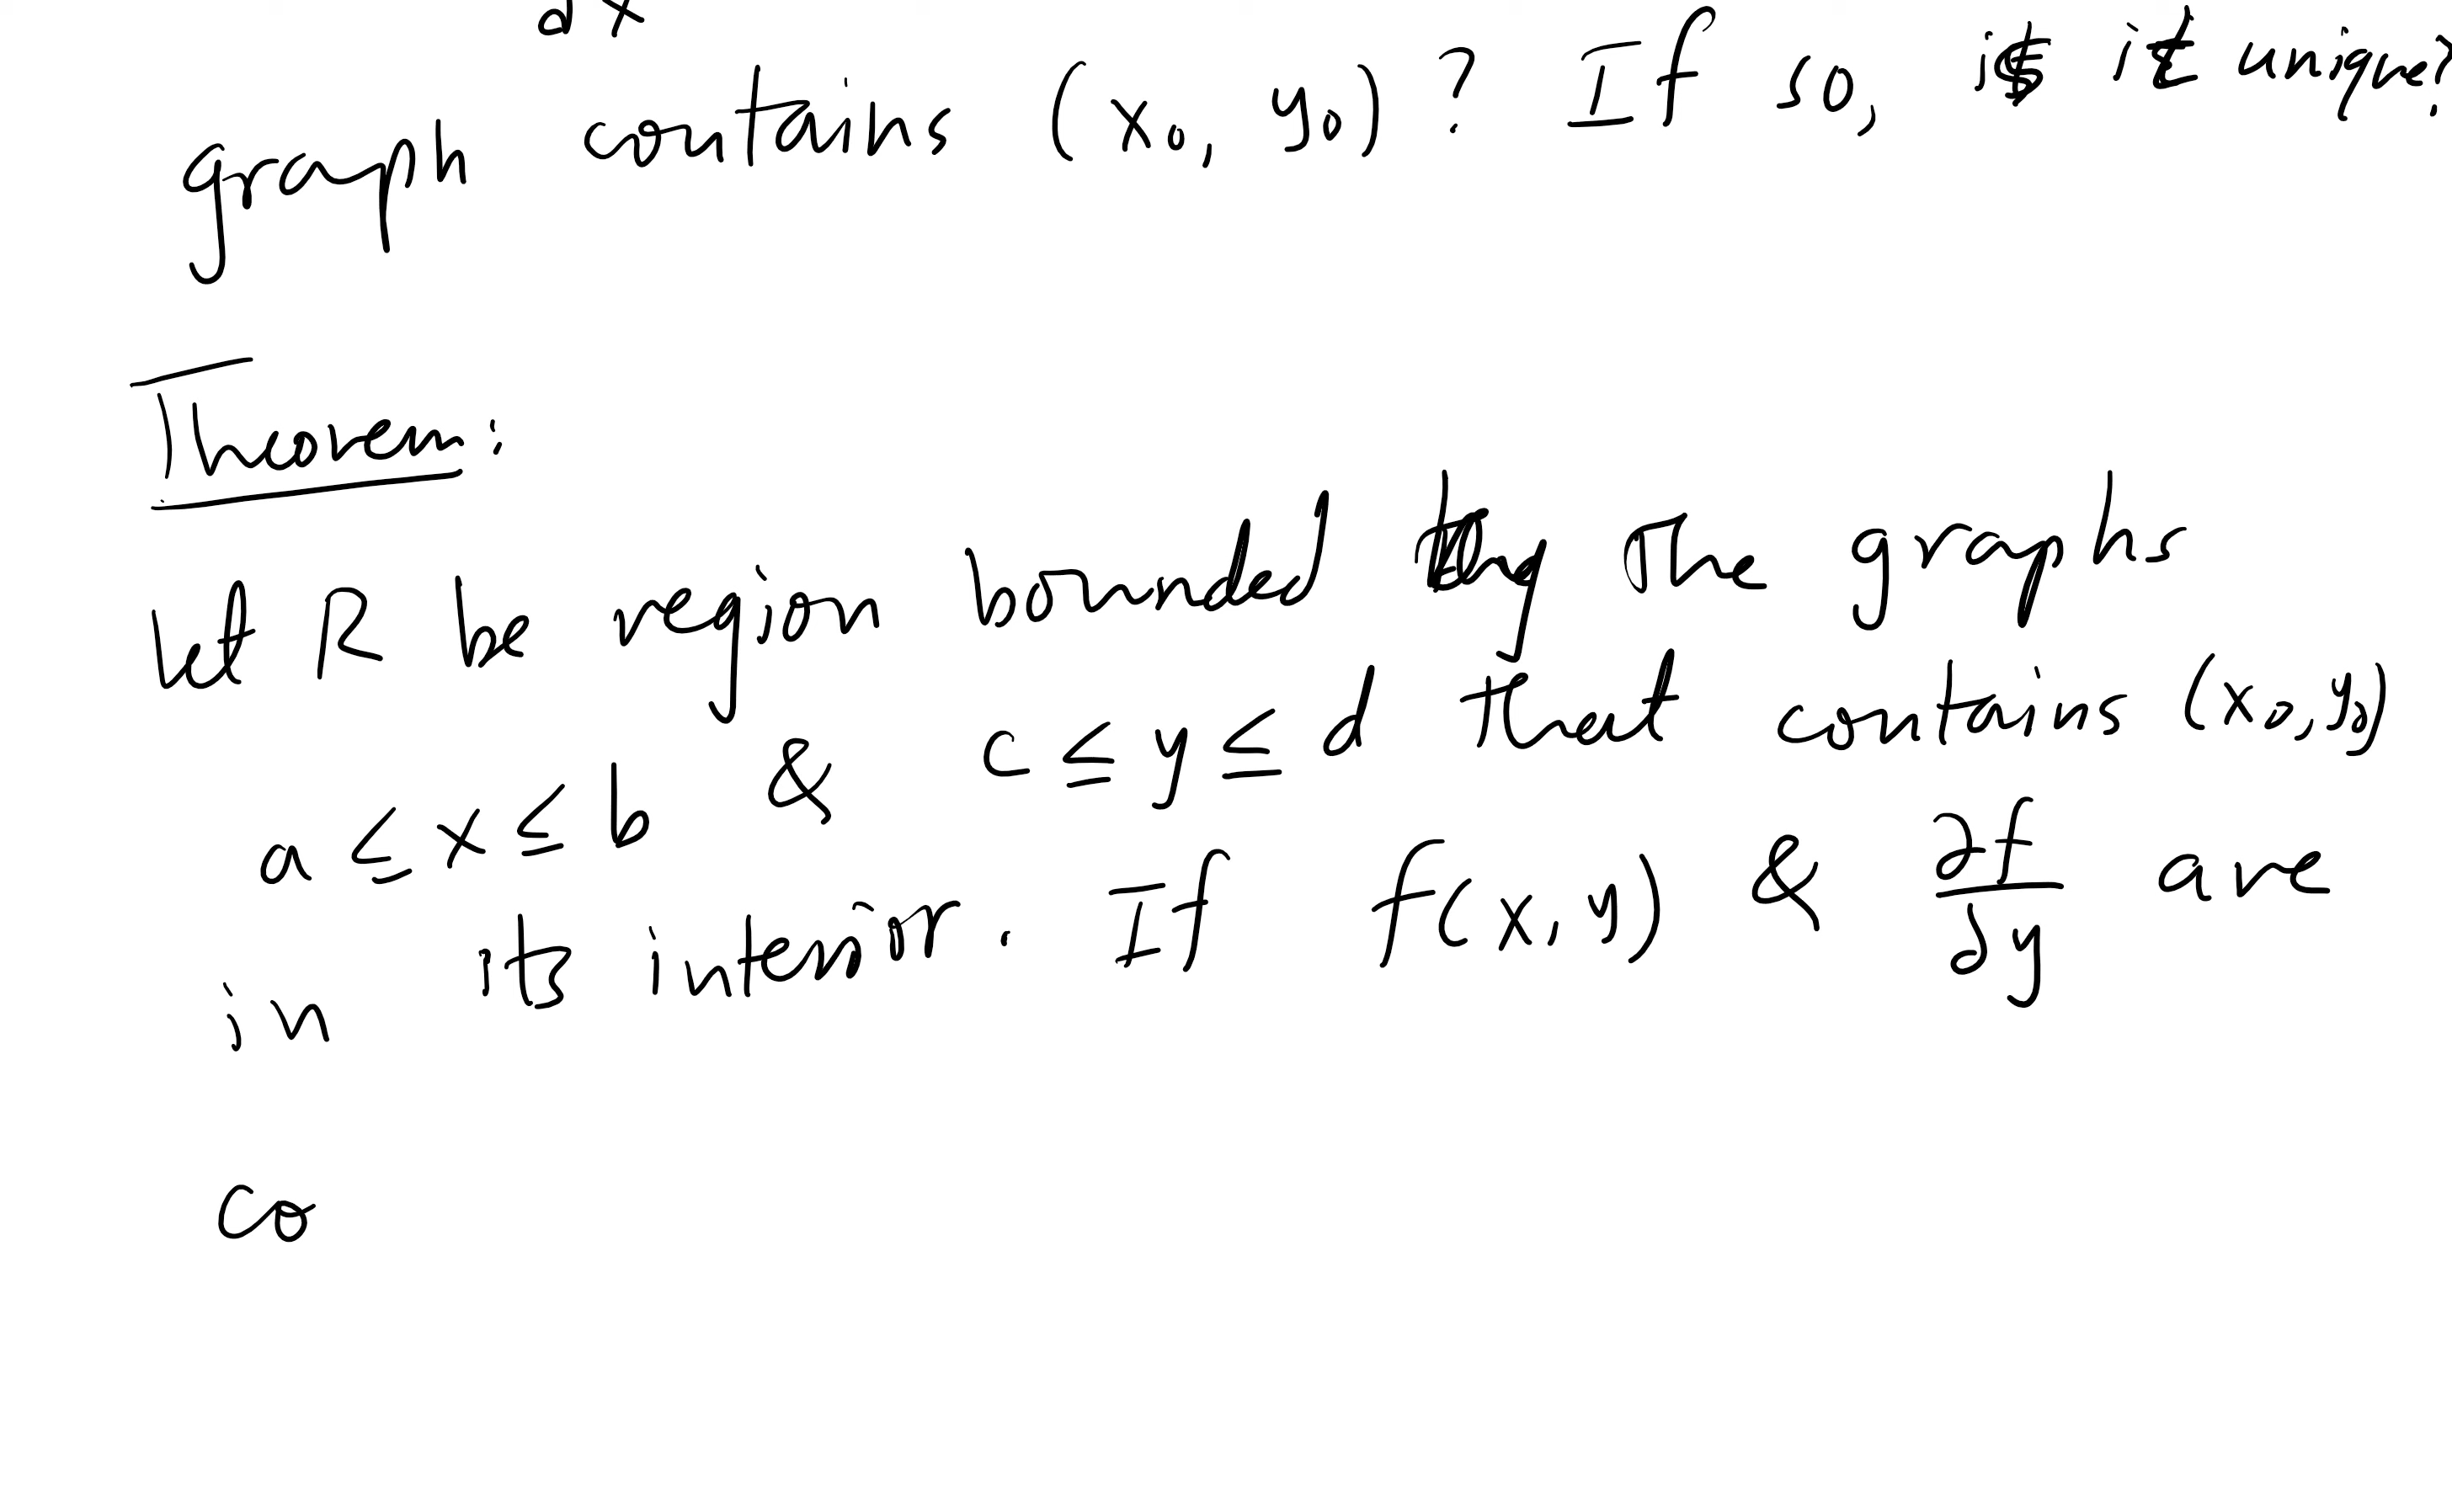 dx
graph contains (x₀, y₀)? If so, is it unique?
Theorem:
Let R be region bounded by the graphs
a ≤ x ≤ b & c ≤ y ≤ d that contains (x₀, y₀)
in its interior. If f(x, y) & ∂f/∂y are
co